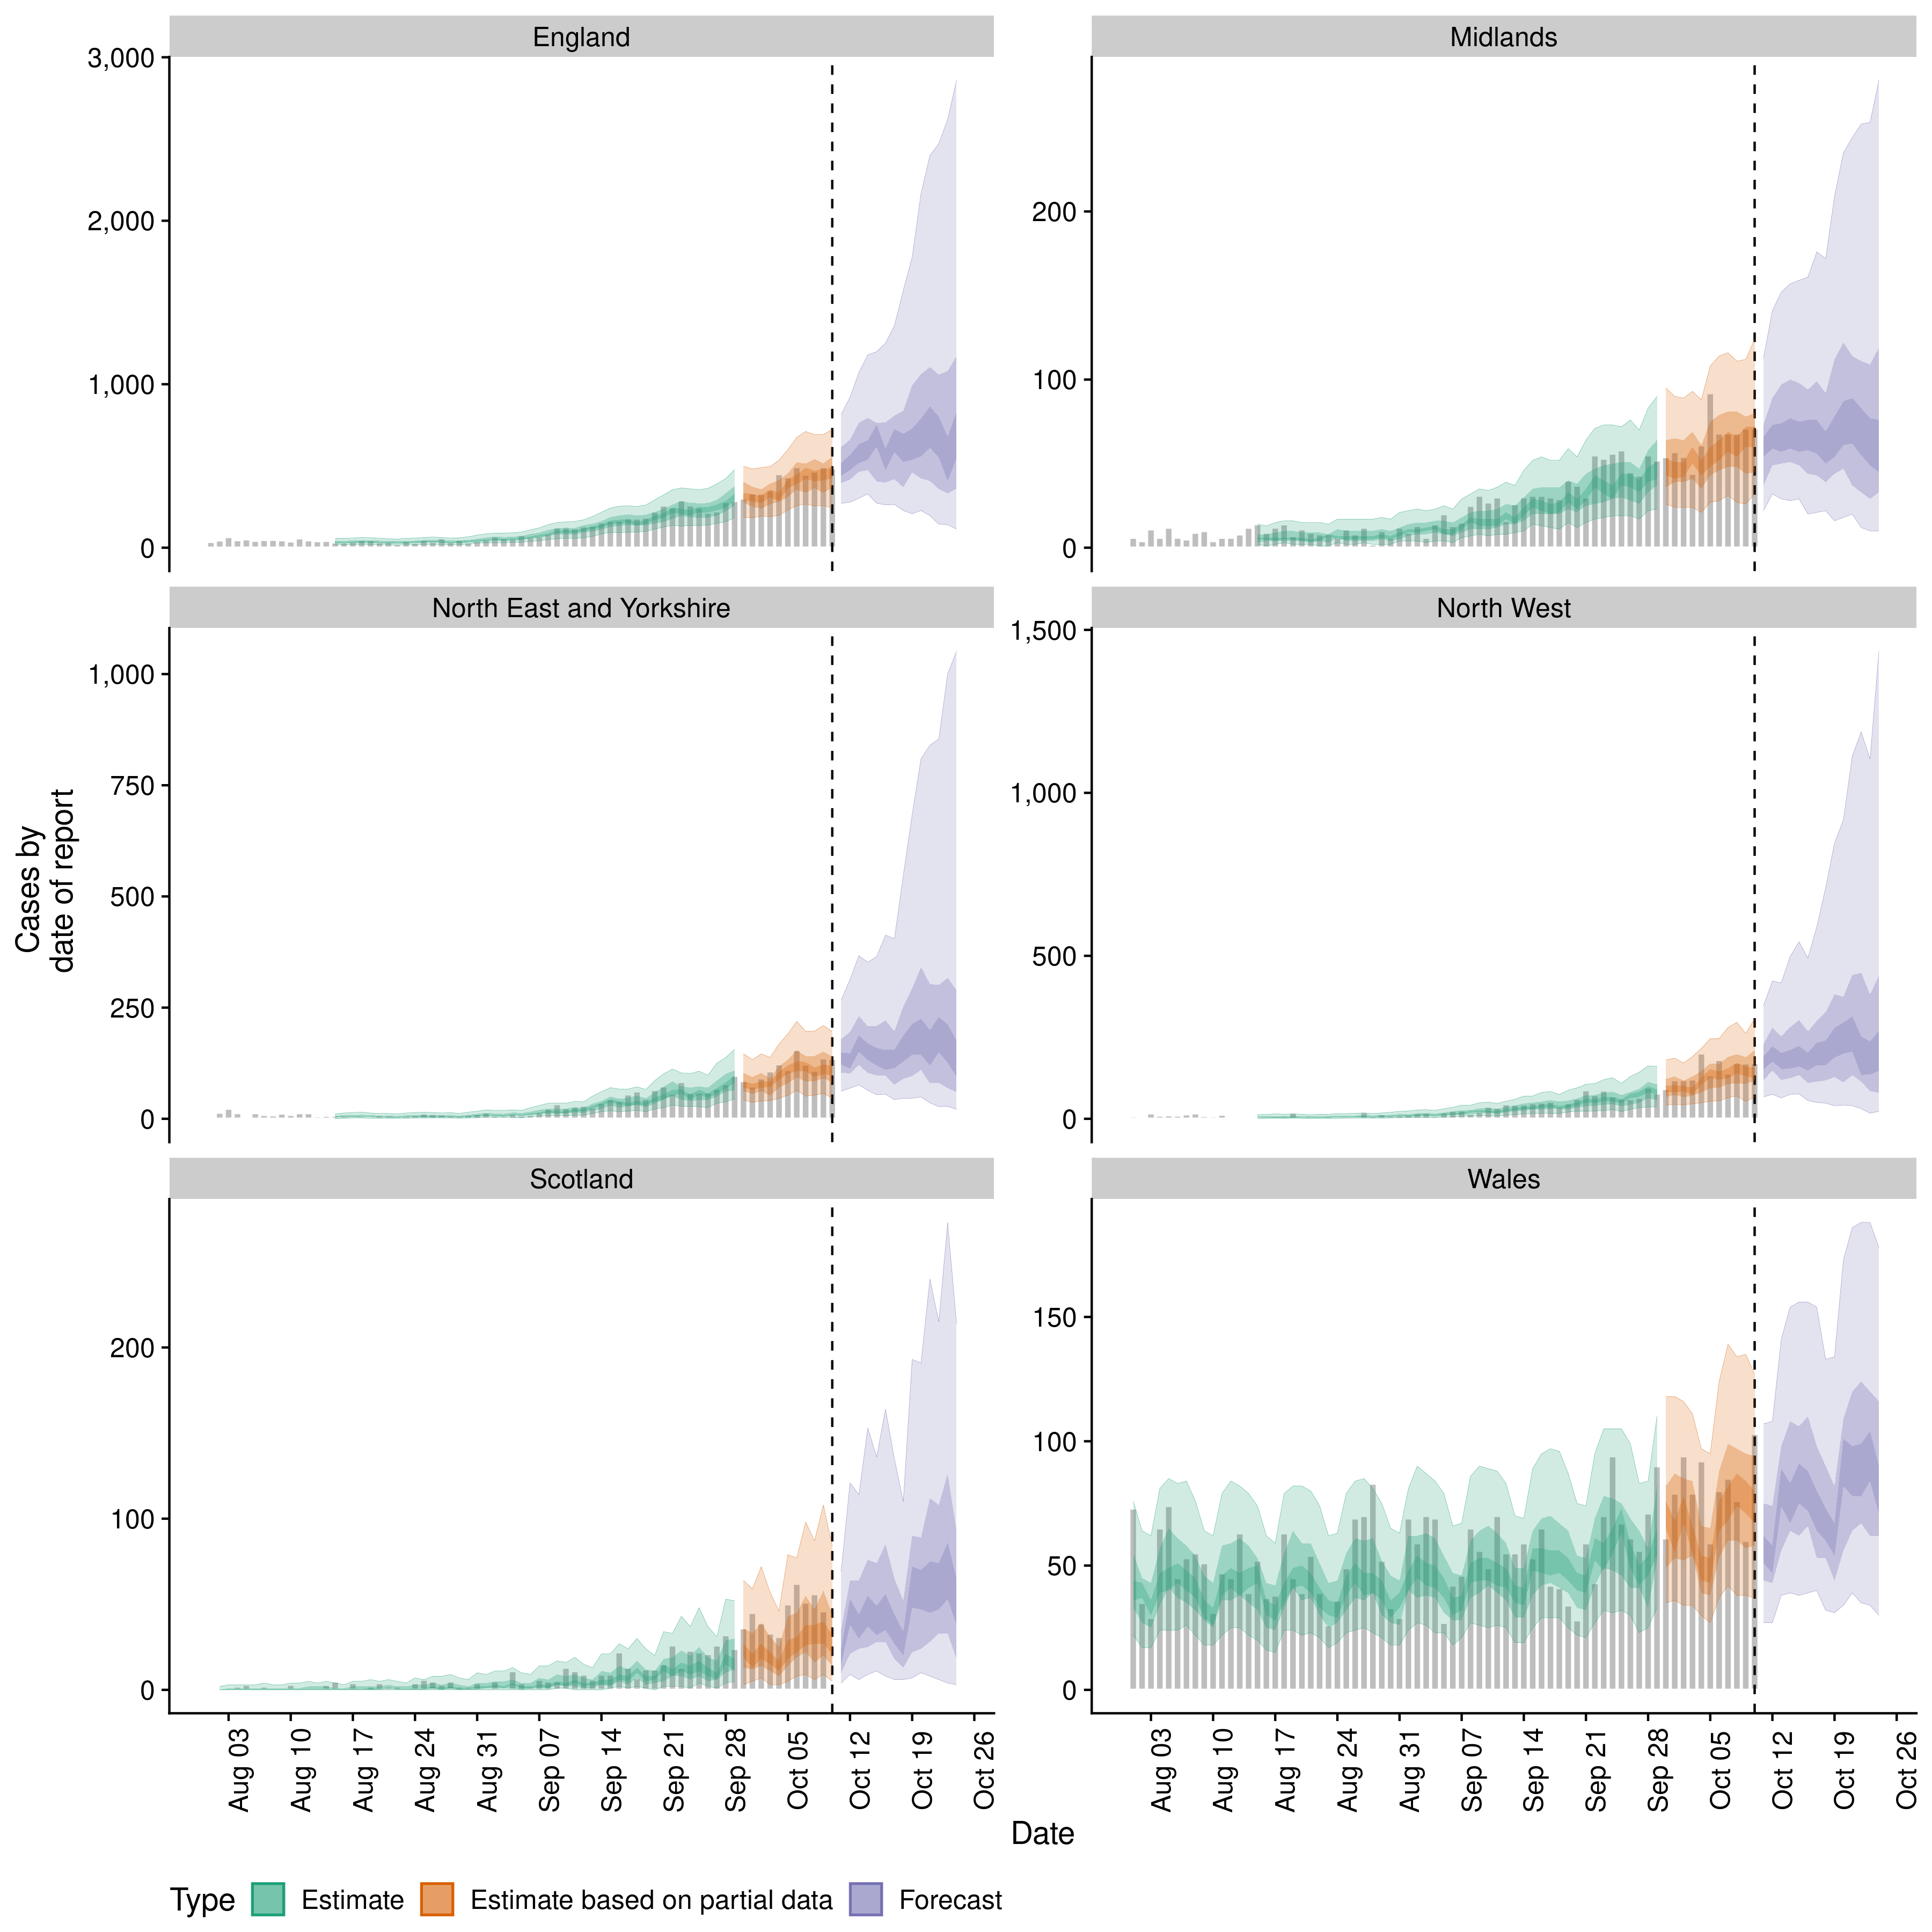 England
Midlands
3,000
2,000
1,000
0
200
100
0
North East and Yorkshire
North West
1,000
750
500
250
0
1,500
1,000
500
0
Scotland
Wales
200
100
0
150
100
50
0
Cases by
date of report
Aug 03
Aug 10
Aug 17
Aug 24
Aug 31
Sep 07
Sep 14
Sep 21
Sep 28
Oct 05
Oct 12
Oct 19
Oct 26
Aug 03
Aug 10
Aug 17
Aug 24
Aug 31
Sep 07
Sep 14
Sep 21
Sep 28
Oct 05
Oct 12
Oct 19
Oct 26
Date
Type Estimate Estimate based on partial data Forecast